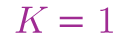 K = 1